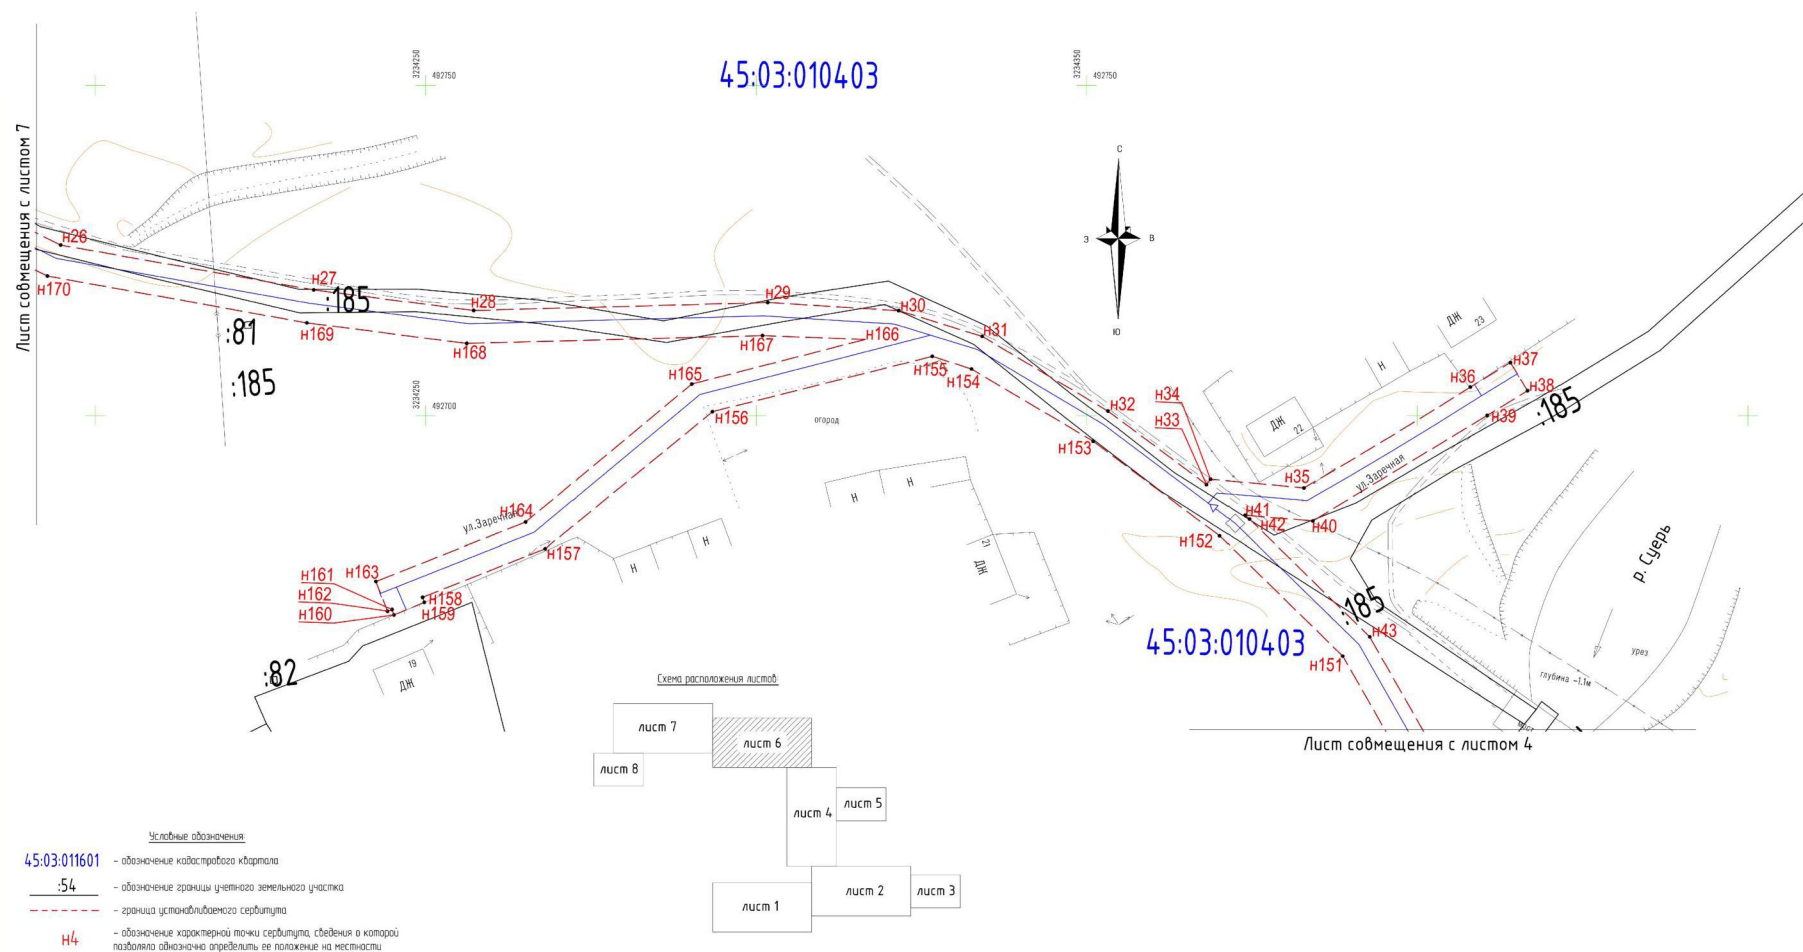 45:03:010403
3234250
492750
3234350
492750
Лист совмещения с листом 7
С
З
В
Ю
н26
н170
н27
:185
н28
н29
н30
н31
:81
н169
н168
н167
н166
:185
н165
н155
н154
3234250
492700
н156
огород
н32
н153
н34
н33
ДЖ
22
ДЖ
23
Н
н36
н37
н38
:185
н39
н35
ул.Заречная
н41
н42
н40
н152
ул.Заречная
н164
н157
Н
Н
Н
Н
21
ДЖ
н163
н161
н162
н160
н158
н159
:82
19
ДЖ
:185
н43
н151
45:03:010403
р. Суерь
урез
глубина -1.1м
мост
Лист совмещения с листом 4
Схема расположения листов:
лист 7
лист 6
лист 8
лист 4
лист 5
лист 2
лист 3
лист 1
Условные обозначения:
45:03:011601 - обозначение кадастрового квартала
:54 - обозначение границы учетного земельного участка
- граница устанавливаемого сервитута
н4 - обозначение характерной точки сервитута, сведения о которой
позволяло однозначно определить ее положение на местности